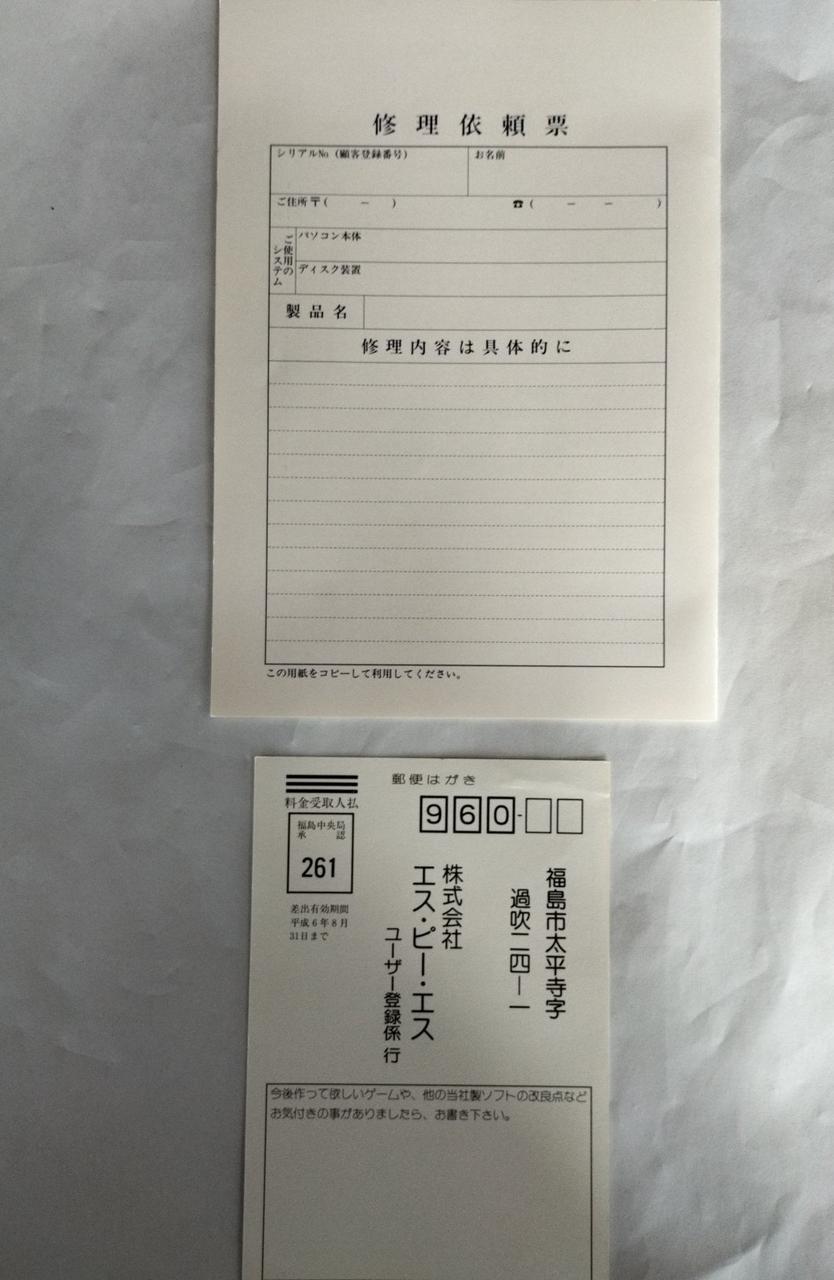 修理依頼票
シリアルNo（顧客登録番号）
お名前
ご住所〒（　－　）
☎（　－　－　）
ご使用のシステム
パソコン本体
ディスク装置
製品名
修理内容は具体的に
この用紙をコピーして利用してください。
郵便はがき
料金受取人払
960-
福島中央局
承認
261
差出有効期間
平成6年8月
31日まで
福島市太平寺字
過吹二四―一
株式会社
エス・ピー・エス
ユーザー登録係 行
今後作って欲しいゲームや、他の当社製ソフトの改良点など
お気付きの事がありましたら、お書き下さい。